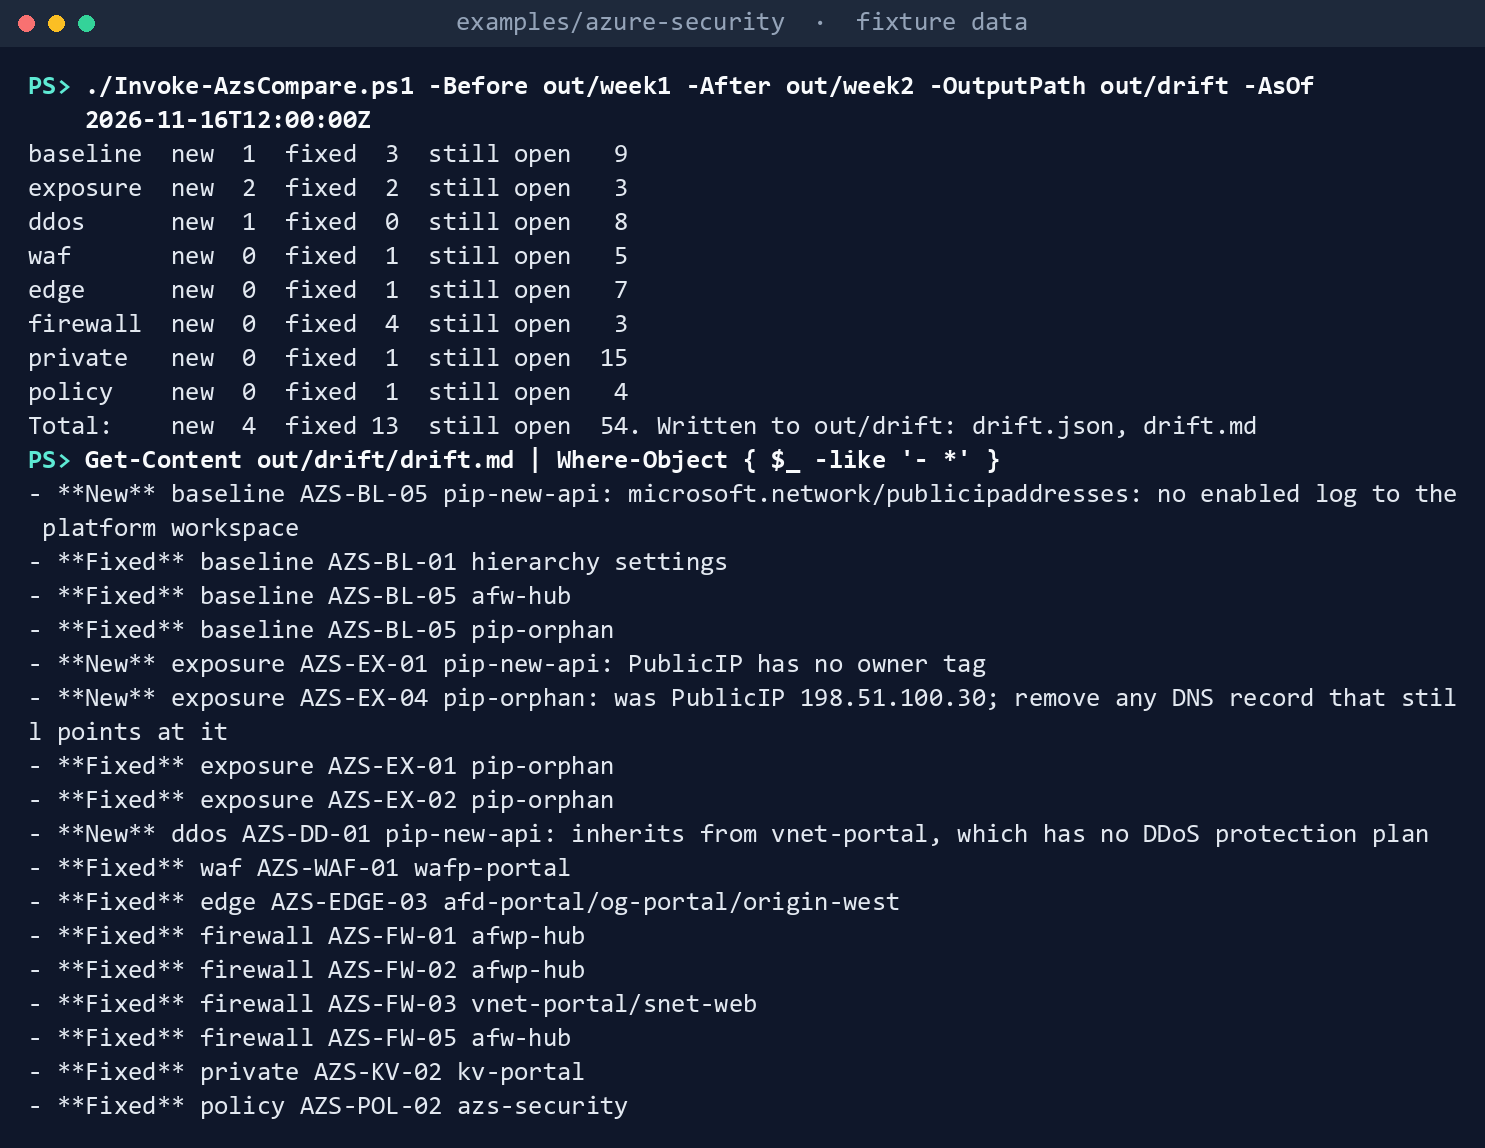 examples/azure-security  ·  fixture data
PS> ./Invoke-AzsCompare.ps1 -Before out/week1 -After out/week2 -OutputPath out/drift -AsOf
    2026-11-16T12:00:00Z
baseline  new  1  fixed  3  still open   9
exposure  new  2  fixed  2  still open   3
ddos      new  1  fixed  0  still open   8
waf       new  0  fixed  1  still open   5
edge      new  0  fixed  1  still open   7
firewall  new  0  fixed  4  still open   3
private   new  0  fixed  1  still open  15
policy    new  0  fixed  1  still open   4
Total:    new  4  fixed 13  still open  54. Written to out/drift: drift.json, drift.md
PS> Get-Content out/drift/drift.md | Where-Object { $_ -like '- *' }
- **New** baseline AZS-BL-05 pip-new-api: microsoft.network/publicipaddresses: no enabled log to the
 platform workspace
- **Fixed** baseline AZS-BL-01 hierarchy settings
- **Fixed** baseline AZS-BL-05 afw-hub
- **Fixed** baseline AZS-BL-05 pip-orphan
- **New** exposure AZS-EX-01 pip-new-api: PublicIP has no owner tag
- **New** exposure AZS-EX-04 pip-orphan: was PublicIP 198.51.100.30; remove any DNS record that stil
l points at it
- **Fixed** exposure AZS-EX-01 pip-orphan
- **Fixed** exposure AZS-EX-02 pip-orphan
- **New** ddos AZS-DD-01 pip-new-api: inherits from vnet-portal, which has no DDoS protection plan
- **Fixed** waf AZS-WAF-01 wafp-portal
- **Fixed** edge AZS-EDGE-03 afd-portal/og-portal/origin-west
- **Fixed** firewall AZS-FW-01 afwp-hub
- **Fixed** firewall AZS-FW-02 afwp-hub
- **Fixed** firewall AZS-FW-03 vnet-portal/snet-web
- **Fixed** firewall AZS-FW-05 afw-hub
- **Fixed** private AZS-KV-02 kv-portal
- **Fixed** policy AZS-POL-02 azs-security